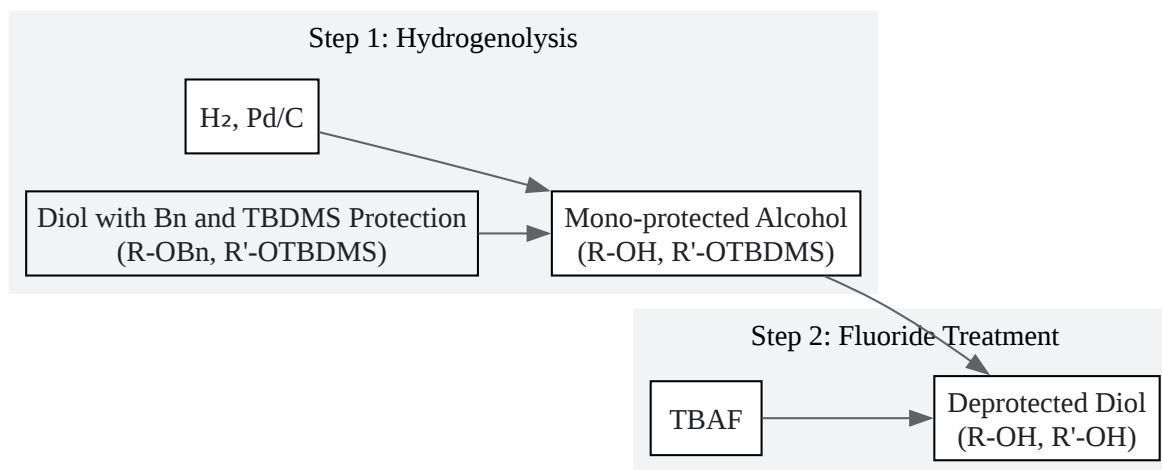 Step 1: Hydrogenolysis
H₂, Pd/C
Diol with Bn and TBDMS Protection
(R-OBn, R'-OTBDMS)
Mono-protected Alcohol
(R-OH, R'-OTBDMS)
Step 2: Fluoride Treatment
TBAF
Deprotected Diol
(R-OH, R'-OH)